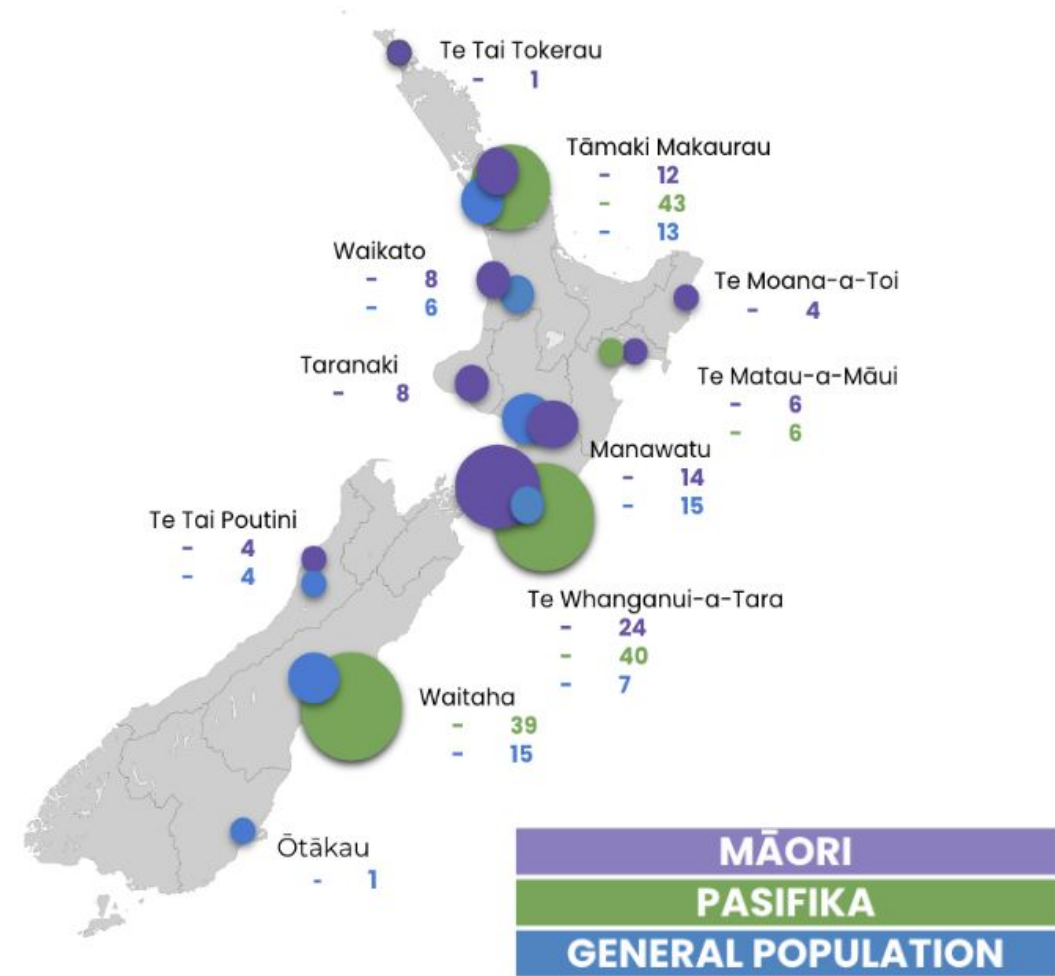 Te Tai Tokerau
- 1
Tāmaki Makaurau
- 12
- 43
- 13
Waikato
- 8
- 6
Te Moana-a-Toi
- 4
Taranaki
- 8
Te Matau-a-Māui
- 6
- 6
Manawatu
- 14
- 15
Te Tai Poutini
- 4
- 4
Te Whanganui-a-Tara
- 24
- 40
- 7
Waitaha
- 39
- 15
Ōtākau
- 1
MĀORI
PASIFIKA
GENERAL POPULATION